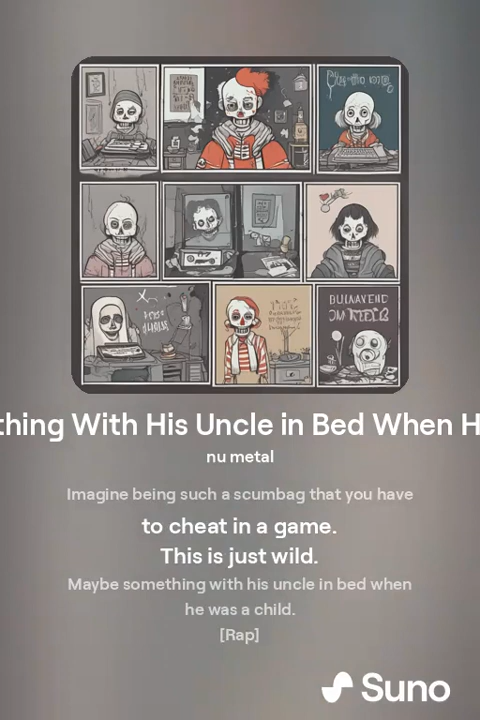 thing With His Uncle in Bed When H
nu metal
Imagine being such a scumbag that you have
to cheat in a game.
This is just wild.
Maybe something with his uncle in bed when
he was a child.
[Rap]
Suno